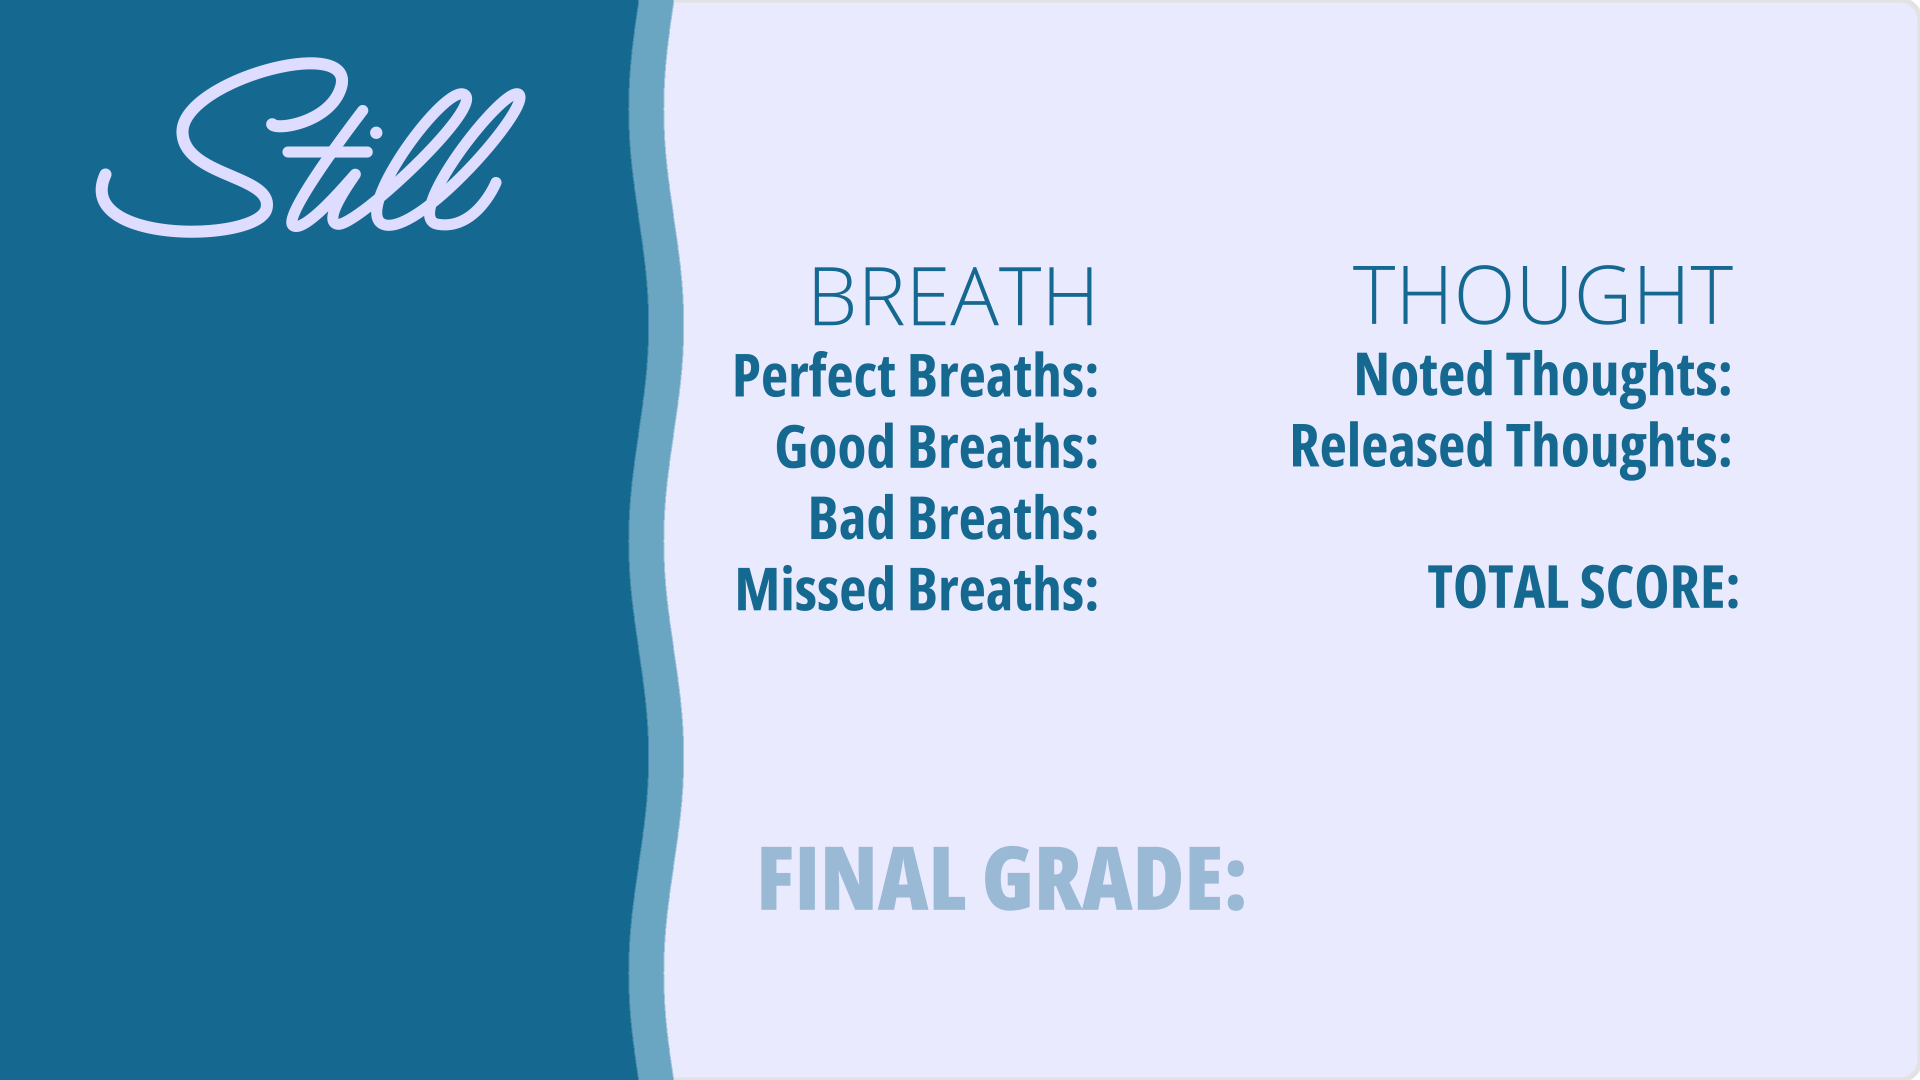 Still
BREATH
Perfect Breaths:
Good Breaths:
Bad Breaths:
Missed Breaths:
THOUGHT
Noted Thoughts:
Released Thoughts:
TOTAL SCORE:
FINAL GRADE: